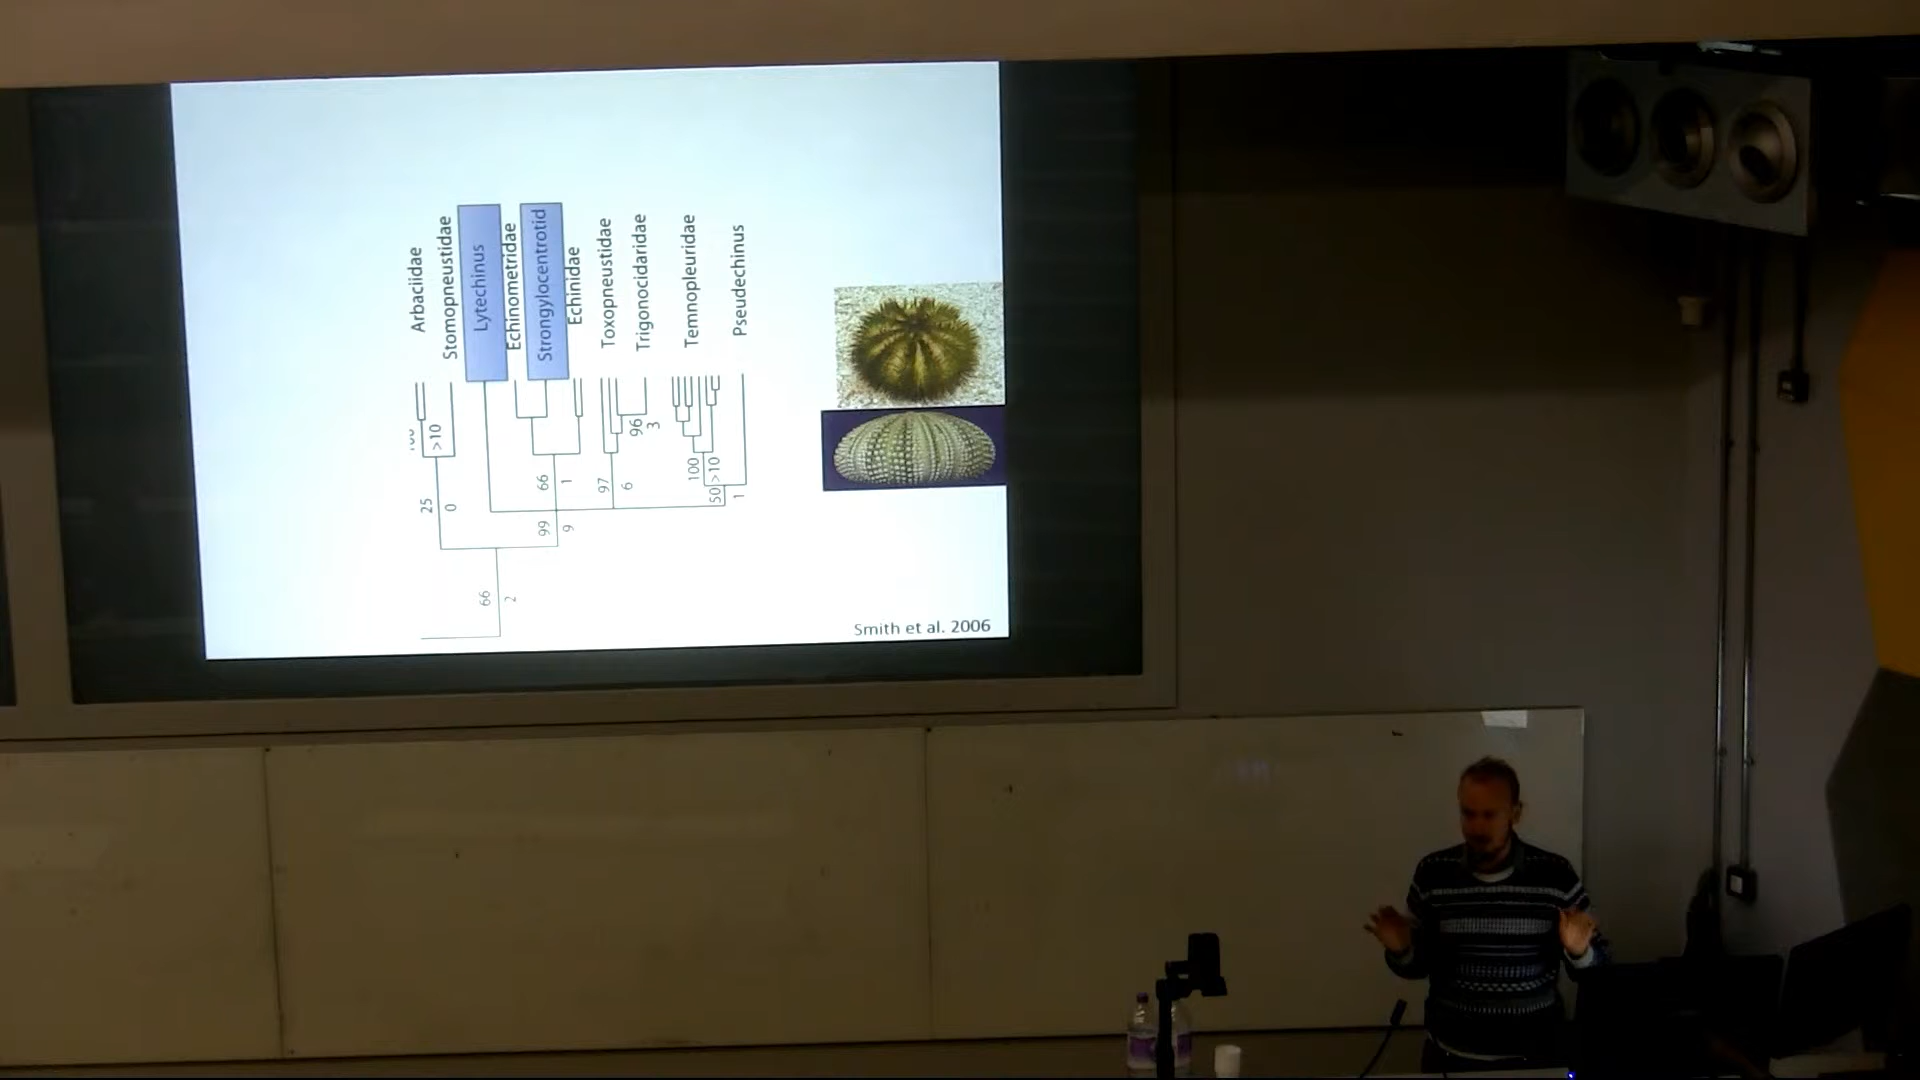 Arbaciidae
Stomopneustidae
Lytechinus
Echinometridae
Strongylocentrotid
Echinidae
Toxopneustidae
Trigonocidaridae
Temnopleuridae
Pseudechinus
>10
96
3
100
>10
50
1
66
1
97
6
25
0
99
9
66
2
Smith et al. 2006